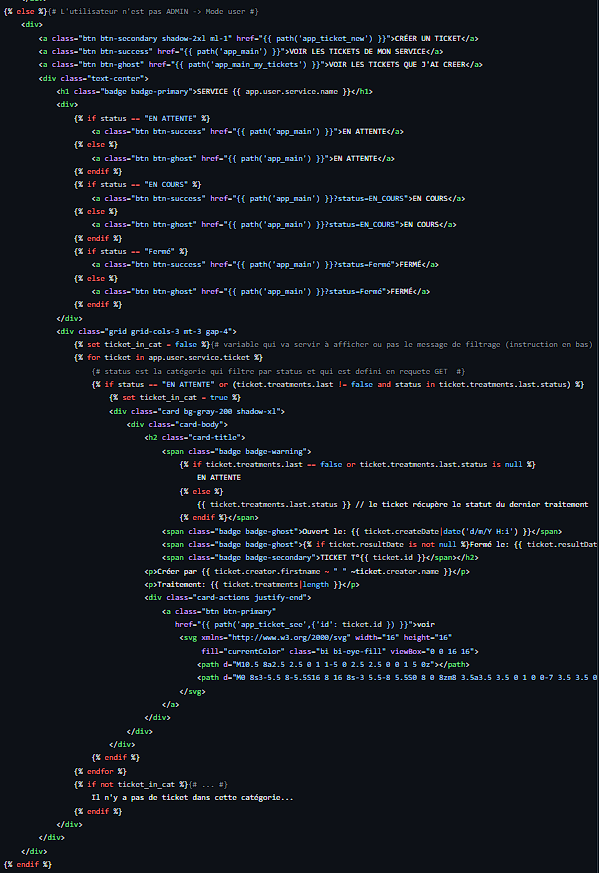 </div>
{% else %}{# L'utilisateur n'est pas ADMIN -> Mode user #}
<div>
<a class="btn btn-secondary shadow-2xl ml-1" href="{{ path('app_ticket_new') }}">CRÉER UN TICKET</a>
<a class="btn btn-success" href="{{ path('app_main') }}">VOIR LES TICKETS DE MON SERVICE</a>
<a class="btn btn-ghost" href="{{ path('app_main_my_tickets') }}">VOIR LES TICKETS QUE J'AI CREER</a>
<div class="text-center">
<h1 class="badge badge-primary">SERVICE {{ app.user.service.name }}</h1>
<div>
{% if status == "EN ATTENTE" %}
<a class="btn btn-success" href="{{ path('app_main') }}">EN ATTENTE</a>
{% else %}
<a class="btn btn-ghost" href="{{ path('app_main') }}">EN ATTENTE</a>
{% endif %}
{% if status == "EN COURS" %}
<a class="btn btn-success" href="{{ path('app_main') }}?status=EN_COURS">EN COURS</a>
{% else %}
<a class="btn btn-ghost" href="{{ path('app_main') }}?status=EN_COURS">EN COURS</a>
{% endif %}
{% if status == "Fermé" %}
<a class="btn btn-success" href="{{ path('app_main') }}?status=Fermé">FERMÉ</a>
{% else %}
<a class="btn btn-ghost" href="{{ path('app_main') }}?status=Fermé">FERMÉ</a>
{% endif %}
</div>
<div class="grid grid-cols-3 mt-3 gap-4">
{% set ticket_in_cat = false %}{# variable qui va servir à afficher ou pas le message de filtrage (instruction en bas)
{% for ticket in app.user.service.ticket %}
{# status est la catégorie qui filtre par status et qui est defini en requete GET #}
{% if status == "EN ATTENTE" or (ticket.treatments.last != false and status in ticket.treatments.last.status) %}
{% set ticket_in_cat = true %}
<div class="card bg-gray-200 shadow-xl">
<div class="card-body">
<h2 class="card-title">
<span class="badge badge-warning">
{% if ticket.treatments.last == false or ticket.treatments.last.status is null %}
EN ATTENTE
{% else %}
{{ ticket.treatments.last.status }} // le ticket récupère le statut du dernier traitement
{% endif %}</span>
<span class="badge badge-ghost">Ouvert le: {{ ticket.createDate|date('d/m/Y H:i') }}</span>
<span class="badge badge-ghost">{% if ticket.resultDate is not null %}Fermé le: {{ ticket.resultDat
<span class="badge badge-secondary">TICKET T°{{ ticket.id }}</span></h2>
<p>Créer par {{ ticket.creator.firstname ~ " " ~ticket.creator.name }}</p>
<p>Traitement: {{ ticket.treatments|length }}</p>
<div class="card-actions justify-end">
<a class="btn btn-primary"
href="{{ path('app_ticket_see',{'id': ticket.id }) }}">voir
<svg xmlns="http://www.w3.org/2000/svg" width="16" height="16"
fill="currentColor" class="bi bi-eye-fill" viewBox="0 0 16 16">
<path d="M10.5 8a2.5 2.5 0 1 1-5 0 2.5 2.5 0 0 1 5 0z"></path>
<path d="M0 8s3-5.5 8-5.5S16 8 16 8s-3 5.5-8 5.5S0 8 0 8zm8 3.5a3.5 3.5 0 1 0 0-7 3.5 3.5 0
</svg>
</a>
</div>
</div>
</div>
{% endif %}
{% endfor %}
{% if not ticket_in_cat %}{# ... #}
Il n'y a pas de ticket dans cette catégorie...
{% endif %}
</div>
</div>
</div>
{% endif %}